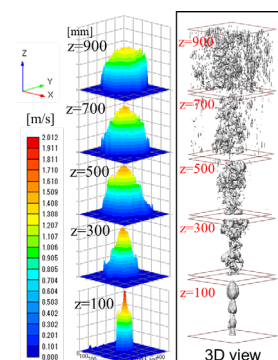 [mm]
z=900
z=900
Z
Y
X
z=700
z=700
[m/s]
2.012
1.911
1.811
1.710
1.610
1.509
1.408
1.308
1.207
1.107
1.006
0.905
0.805
0.704
0.604
0.503
0.402
0.302
0.201
0.101
0.000
z=500
z=500
z=300
z=300
z=100
z=100
3D view